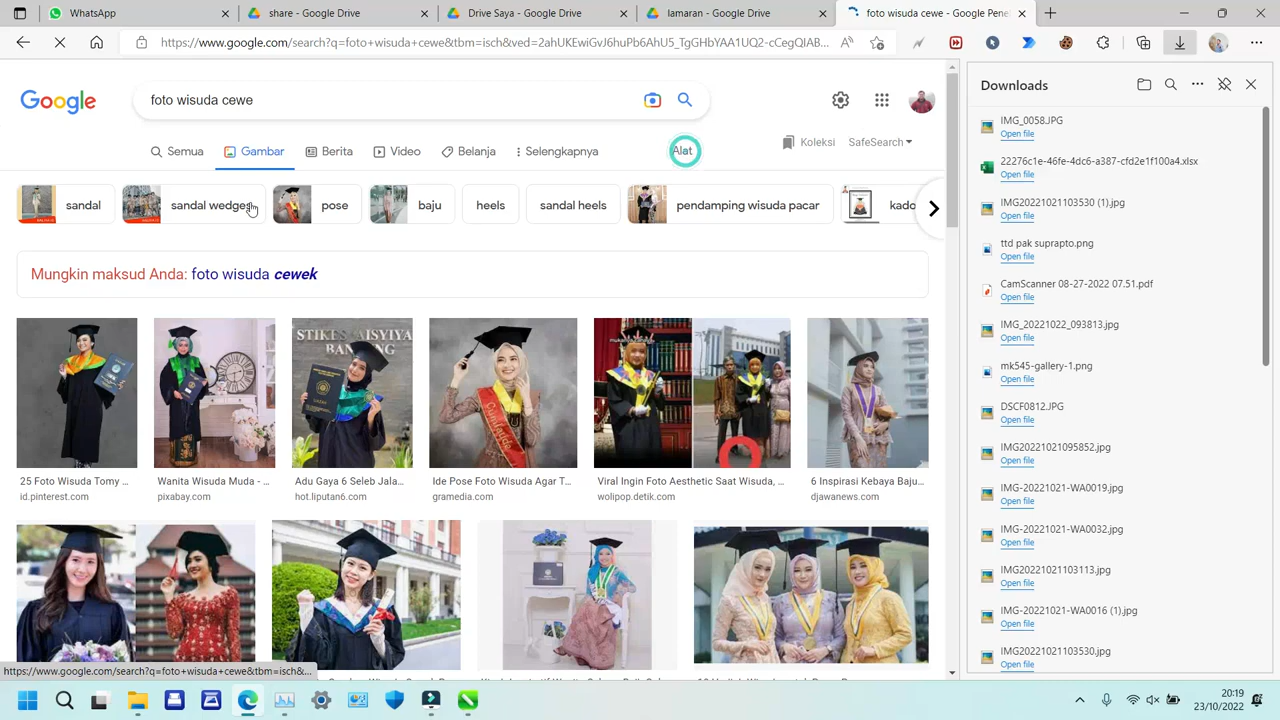 WhatsApp
share - Google Drive
Drive Saya - Google Drive
lamaran - Google Drive
foto wisuda cewe - Google Penel
https://www.google.com/search?q=foto+wisuda+cewe&tbm=isch&ved=2ahUKEwiGvJ6huPb6AhU5_TgGHbYAA1UQ2-cCegQIAB...
Google
foto wisuda cewe
Semua
Gambar
Berita
Video
Belanja
Selengkapnya
Alat
Koleksi
SafeSearch
sandal
sandal wedges
pose
baju
heels
sandal heels
pendamping wisuda pacar
kado
Mungkin maksud Anda: foto wisuda cewek
STIKES 'AISYIYA
25 Foto Wisuda Tomy ...
id.pinterest.com
Wanita Wisuda Muda - ...
pixabay.com
Adu Gaya 6 Seleb Jala...
hot.liputan6.com
Ide Pose Foto Wisuda Agar T...
gramedia.com
Viral Ingin Foto Aesthetic Saat Wisuda, ...
wolipop.detik.com
6 Inspirasi Kebaya Baju...
djawanews.com
https://www.google.com/search?q=foto+wisuda+cewe&tbm=isch&...
Downloads
IMG_0058.JPG
Open file
Open file
IMG20221021103530 (1).jpg
Open file
ttd pak suprapto.png
Open file
CamScanner 08-27-2022 07.51.pdf
Open file
IMG_20221022_093813.jpg
Open file
mk545-gallery-1.png
Open file
DSCF0812.JPG
Open file
IMG20221021095852.jpg
Open file
IMG-20221021-WA0019.jpg
Open file
IMG-20221021-WA0032.jpg
Open file
IMG20221021103113.jpg
Open file
IMG-20221021-WA0016 (1).jpg
Open file
IMG20221021103530.jpg
Open file
20:19
23/10/2022